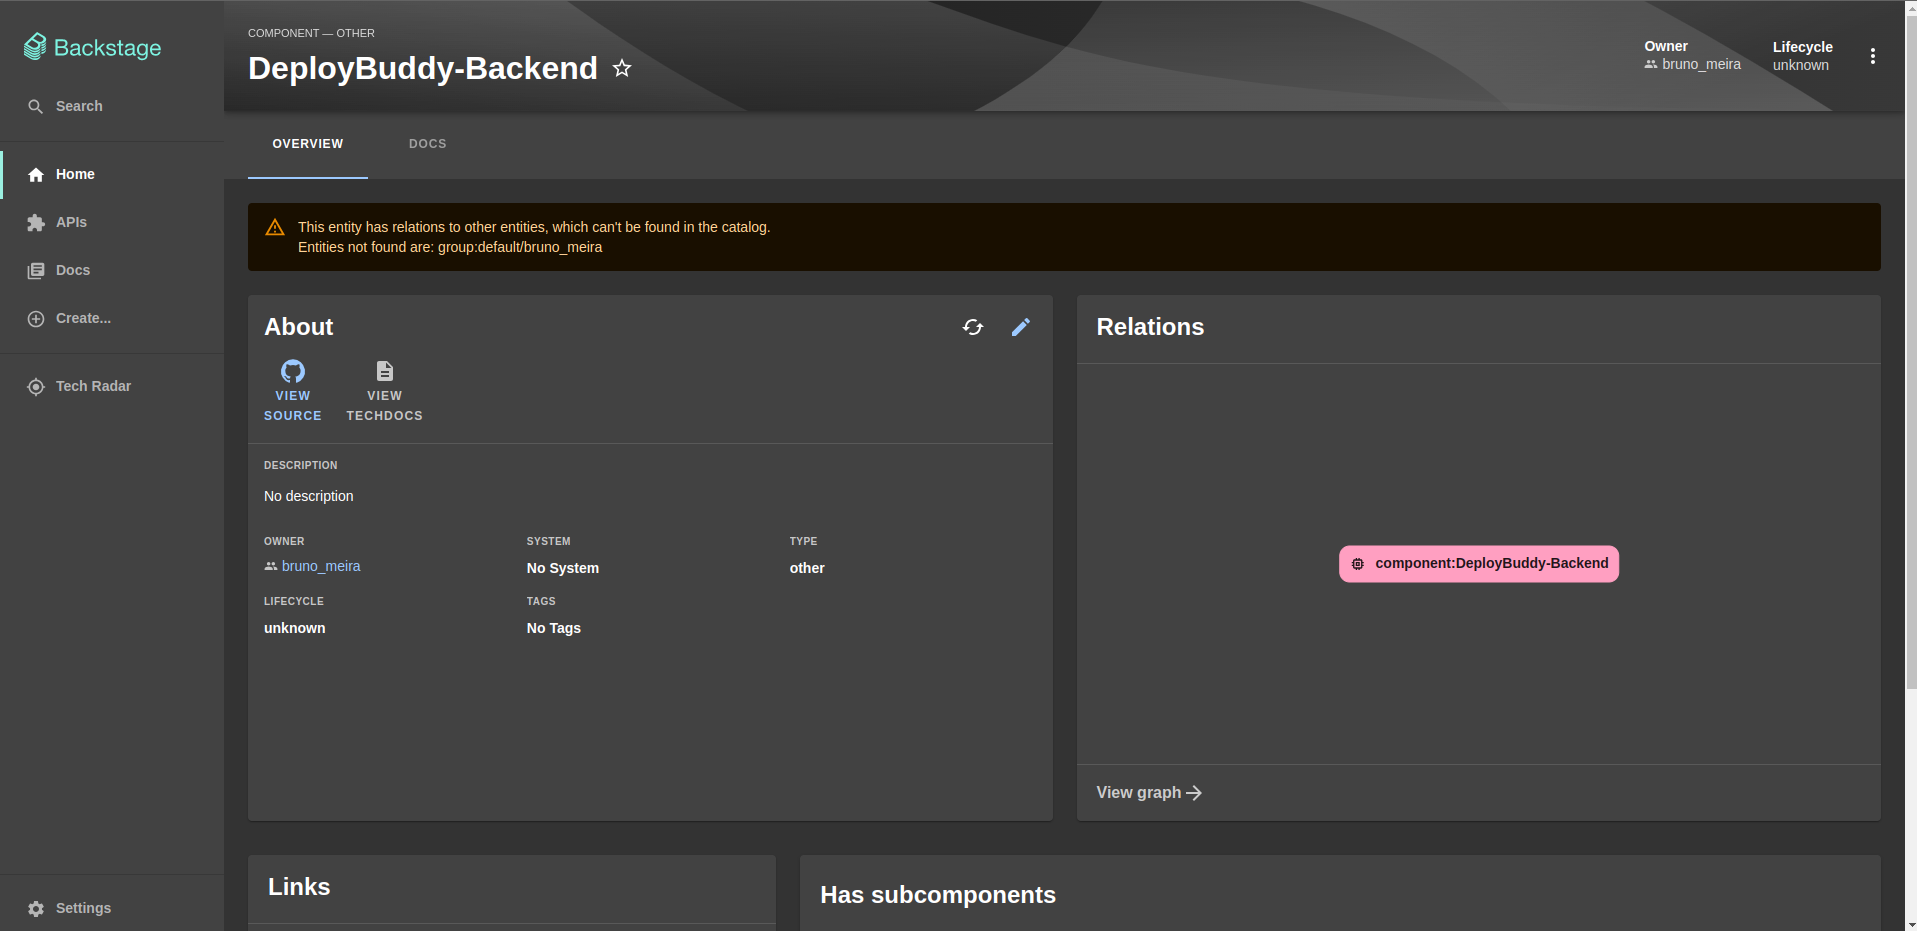 Backstage
Search
Home
APIs
Docs
Create...
Tech Radar
Settings
COMPONENT — OTHER
DeployBuddy-Backend
Owner
bruno_meira
Lifecycle
unknown
OVERVIEW
DOCS
This entity has relations to other entities, which can't be found in the catalog.
Entities not found are: group:default/bruno_meira
About
VIEW
SOURCE
VIEW
TECHDOCS
DESCRIPTION
No description
OWNER
bruno_meira
SYSTEM
No System
TYPE
other
LIFECYCLE
unknown
TAGS
No Tags
Relations
component:DeployBuddy-Backend
View graph
Links
Has subcomponents